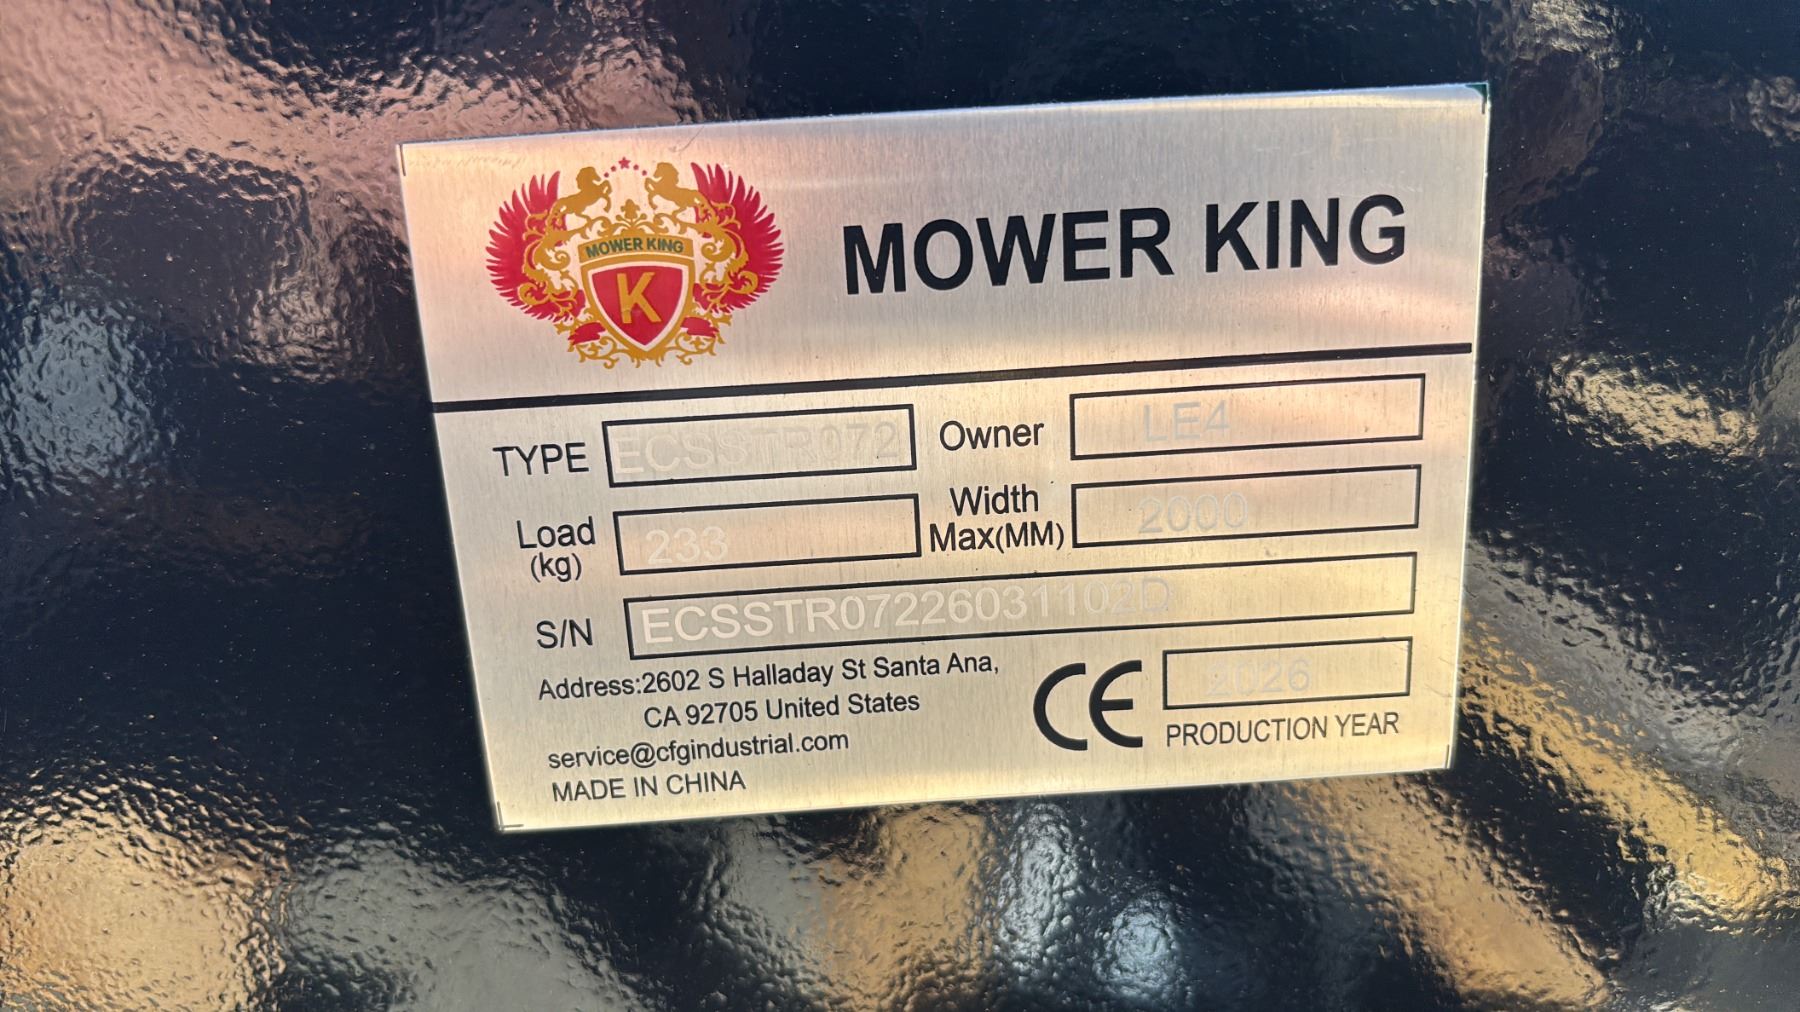 MOWER KING
K
MOWER KING
TYPE ECSSTR072 Owner LE4
Load (kg) 233 Width Max(MM) 2000
S/N ECSSTR07226031102D
Address:2602 S Halladay St Santa Ana,
CA 92705 United States
service@cfgindustrial.com
MADE IN CHINA
CE 2026
PRODUCTION YEAR